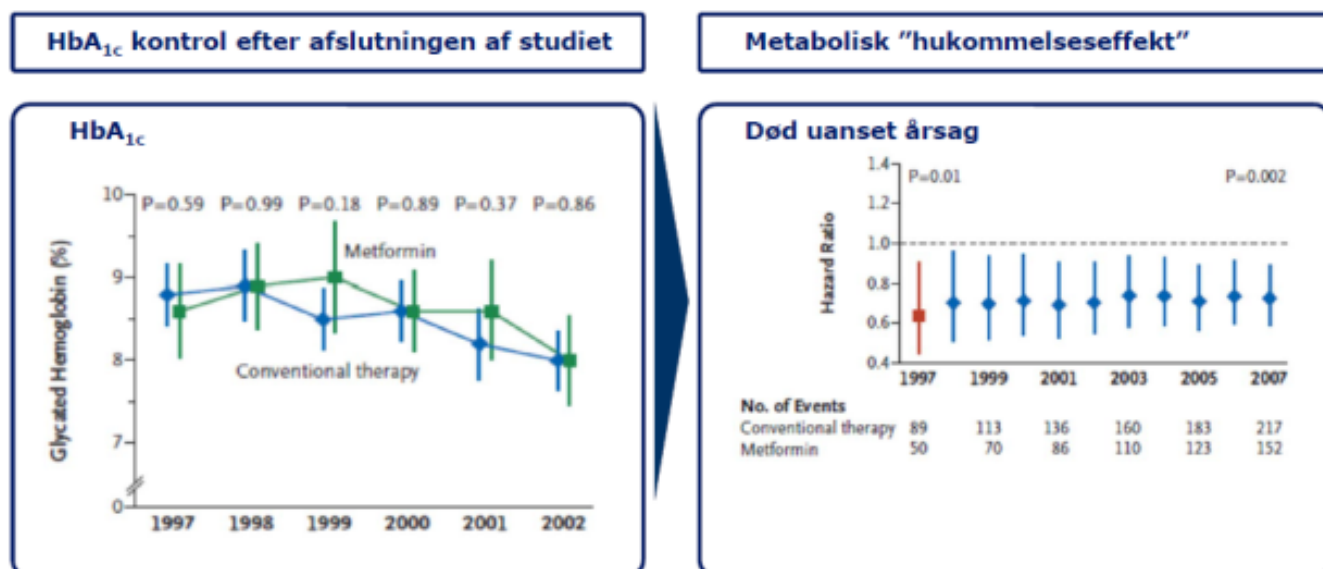 HbA1c kontrol efter afslutningen af studiet
HbA1c
Glycated Hemoglobin (%)
10
9
8
7
0
P=0.59 P=0.99 P=0.18 P=0.89 P=0.37 P=0.86
Metformin
Conventional therapy
1997 1998 1999 2000 2001 2002
Metabolisk ”hukommelseseffekt”
Død uanset årsag
Hazard Ratio
1.4
1.2
1.0
0.8
0.6
0.4
P=0.01 P=0.002
1997 1999 2001 2003 2005 2007
No. of Events
Conventional therapy 89 113 136 160 183 217
Metformin 50 70 86 110 123 152